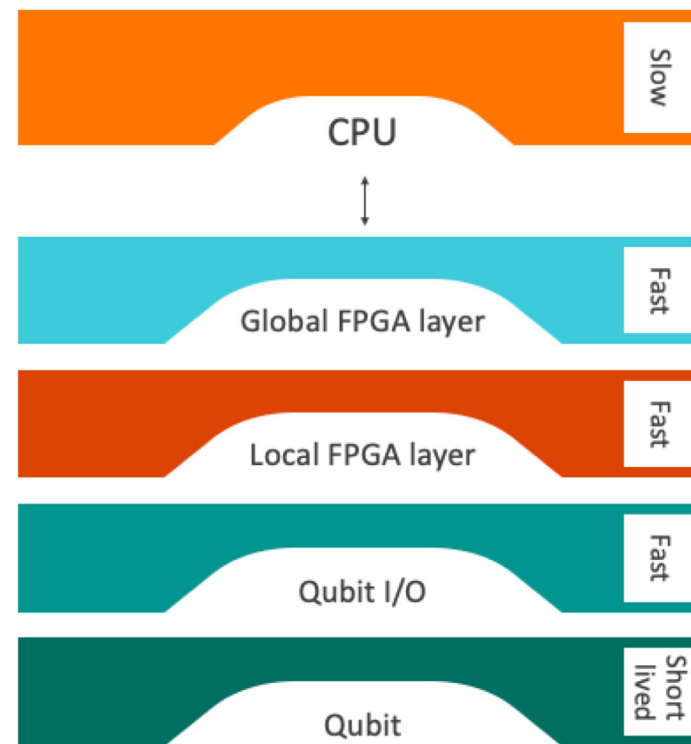 Slow
CPU
Fast
Global FPGA layer
Fast
Local FPGA layer
Fast
Qubit I/O
Short
lived
Qubit